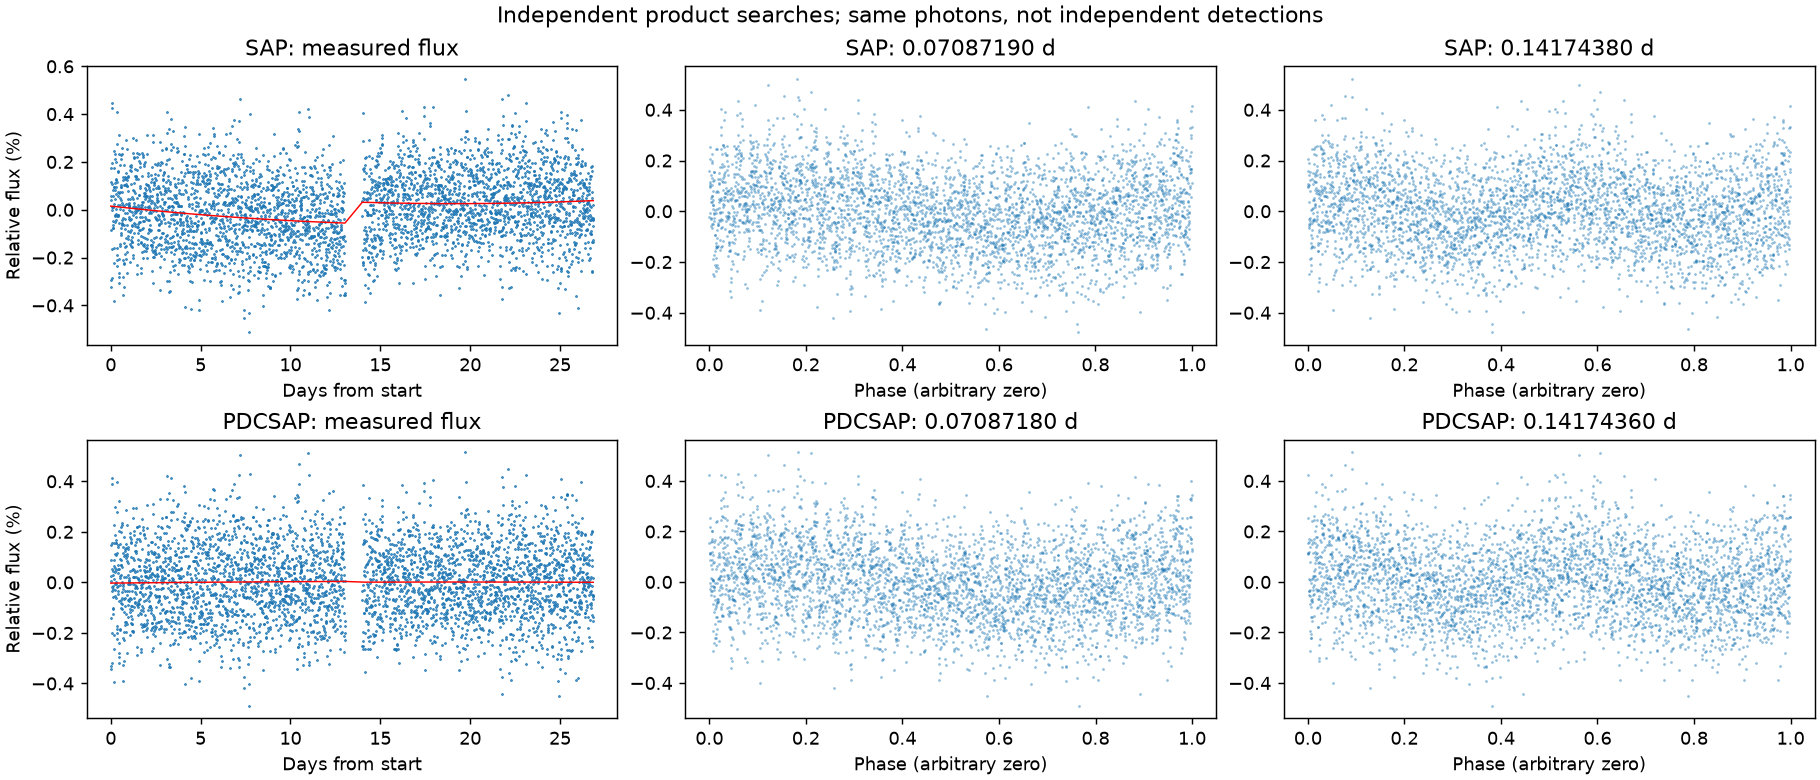 Independent product searches; same photons, not independent detections
SAP: measured flux
SAP: 0.07087190 d
SAP: 0.14174380 d
Relative flux (%)
0.6
0.4
0.2
0.0
−0.2
−0.4
0 5 10 15 20 25
Days from start
0.4
0.2
0.0
−0.2
−0.4
0.0 0.2 0.4 0.6 0.8 1.0
Phase (arbitrary zero)
0.4
0.2
0.0
−0.2
−0.4
0.0 0.2 0.4 0.6 0.8 1.0
Phase (arbitrary zero)
PDCSAP: measured flux
PDCSAP: 0.07087180 d
PDCSAP: 0.14174360 d
Relative flux (%)
0.4
0.2
0.0
−0.2
−0.4
0 5 10 15 20 25
Days from start
0.4
0.2
0.0
−0.2
−0.4
0.0 0.2 0.4 0.6 0.8 1.0
Phase (arbitrary zero)
0.4
0.2
0.0
−0.2
−0.4
0.0 0.2 0.4 0.6 0.8 1.0
Phase (arbitrary zero)